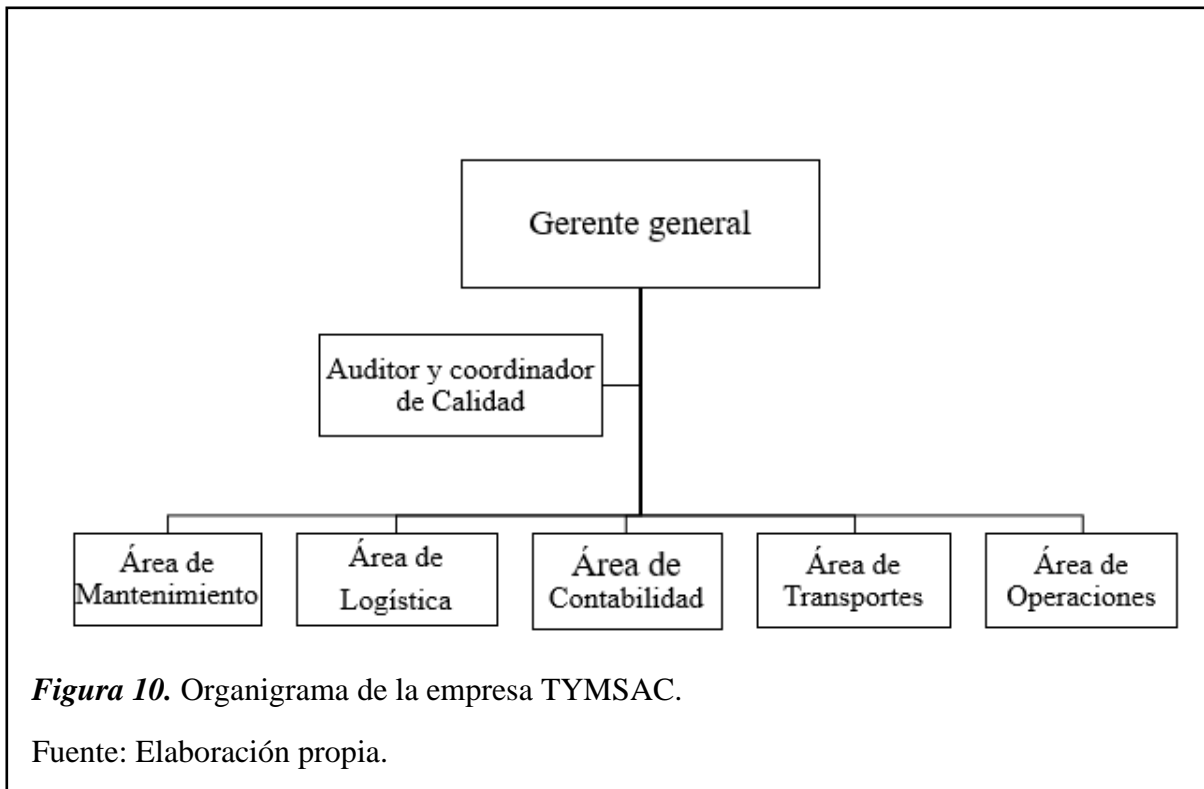 Gerente general
Auditor y coordinador
de Calidad
Área de
Mantenimiento
Área de
Logística
Área de
Contabilidad
Área de
Transportes
Área de
Operaciones
Figura 10. Organigrama de la empresa TYMSAC.
Fuente: Elaboración propia.